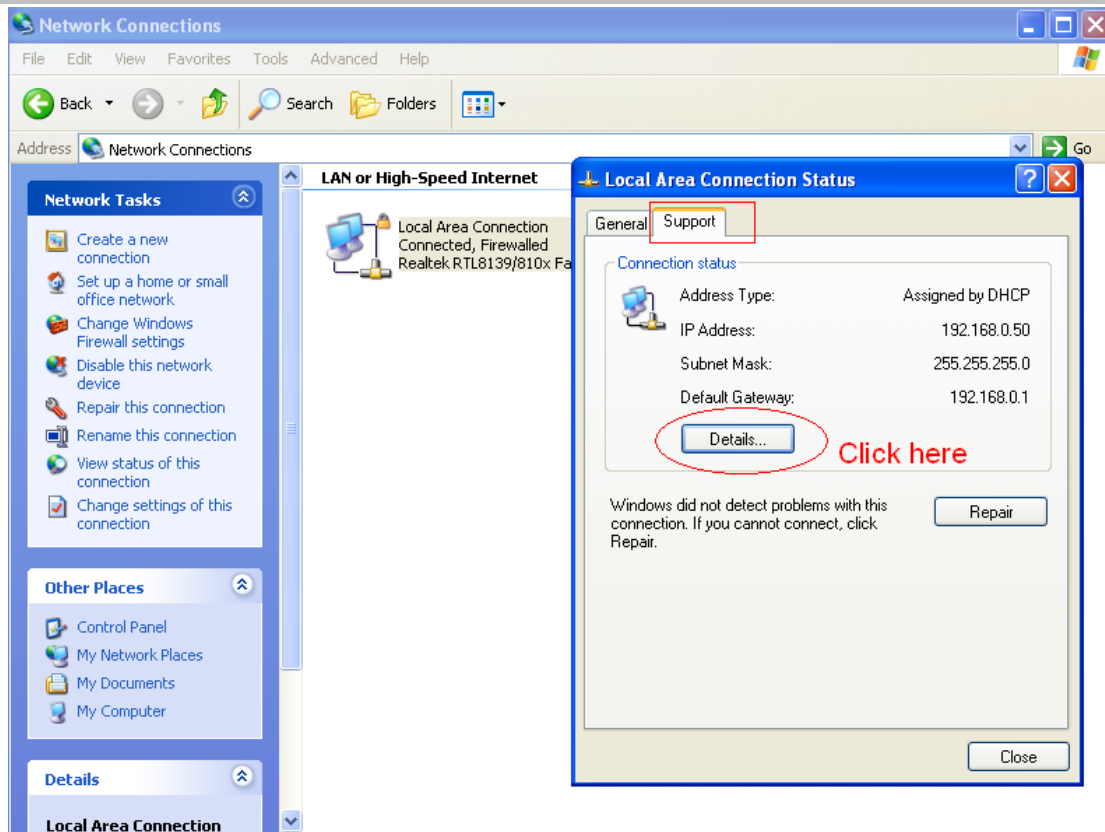 Network Connections
File Edit View Favorites Tools Advanced Help
Back Search Folders
Address Network Connections Go
Network Tasks
Create a new
connection
Set up a home or small
office network
Change Windows
Firewall settings
Disable this network
device
Repair this connection
Rename this connection
View status of this
connection
Change settings of this
connection
Other Places
Control Panel
My Network Places
My Documents
My Computer
Details
Local Area Connection
LAN or High-Speed Internet
Local Area Connection
Connected, Firewalled
Realtek RTL8139/810x Fa
Local Area Connection Status
General Support
Connection status
Address Type: Assigned by DHCP
IP Address: 192.168.0.50
Subnet Mask: 255.255.255.0
Default Gateway: 192.168.0.1
Details... Click here
Windows did not detect problems with this
connection. If you cannot connect, click
Repair.
Repair
Close